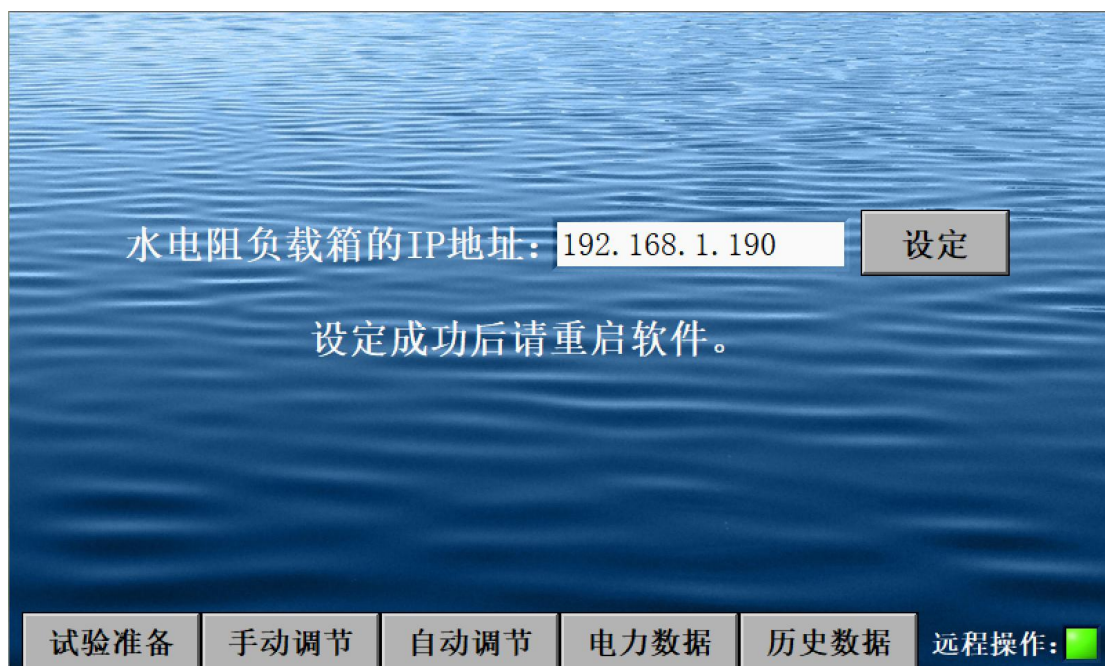 水电阻负载箱的IP地址：192.168.1.190 设定
设定成功后请重启软件。
试验准备 手动调节 自动调节 电力数据 历史数据 远程操作：